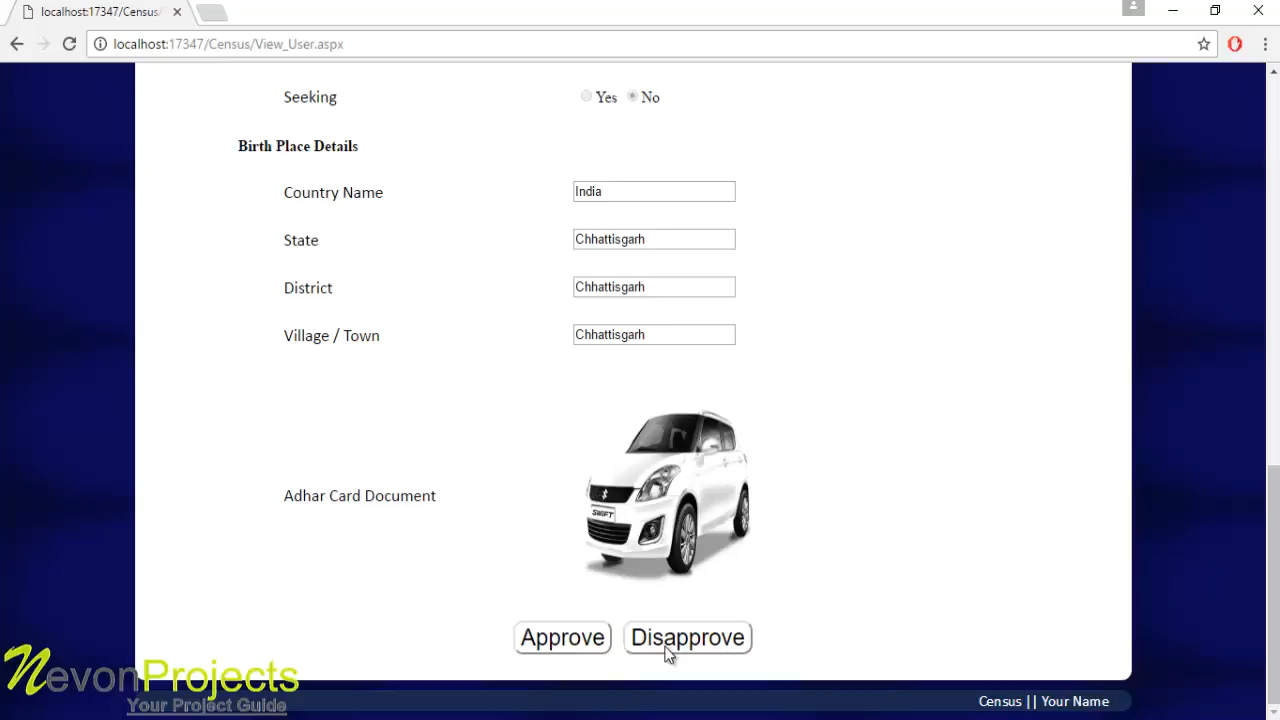 localhost:17347/Census/
localhost:17347/Census/View_User.aspx
Seeking Yes No
Birth Place Details
Country Name India
State Chhattisgarh
District Chhattisgarh
Village / Town Chhattisgarh
Adhar Card Document
SWIFT
Approve Disapprove
NevonProjects
Your Project Guide
Census || Your Name